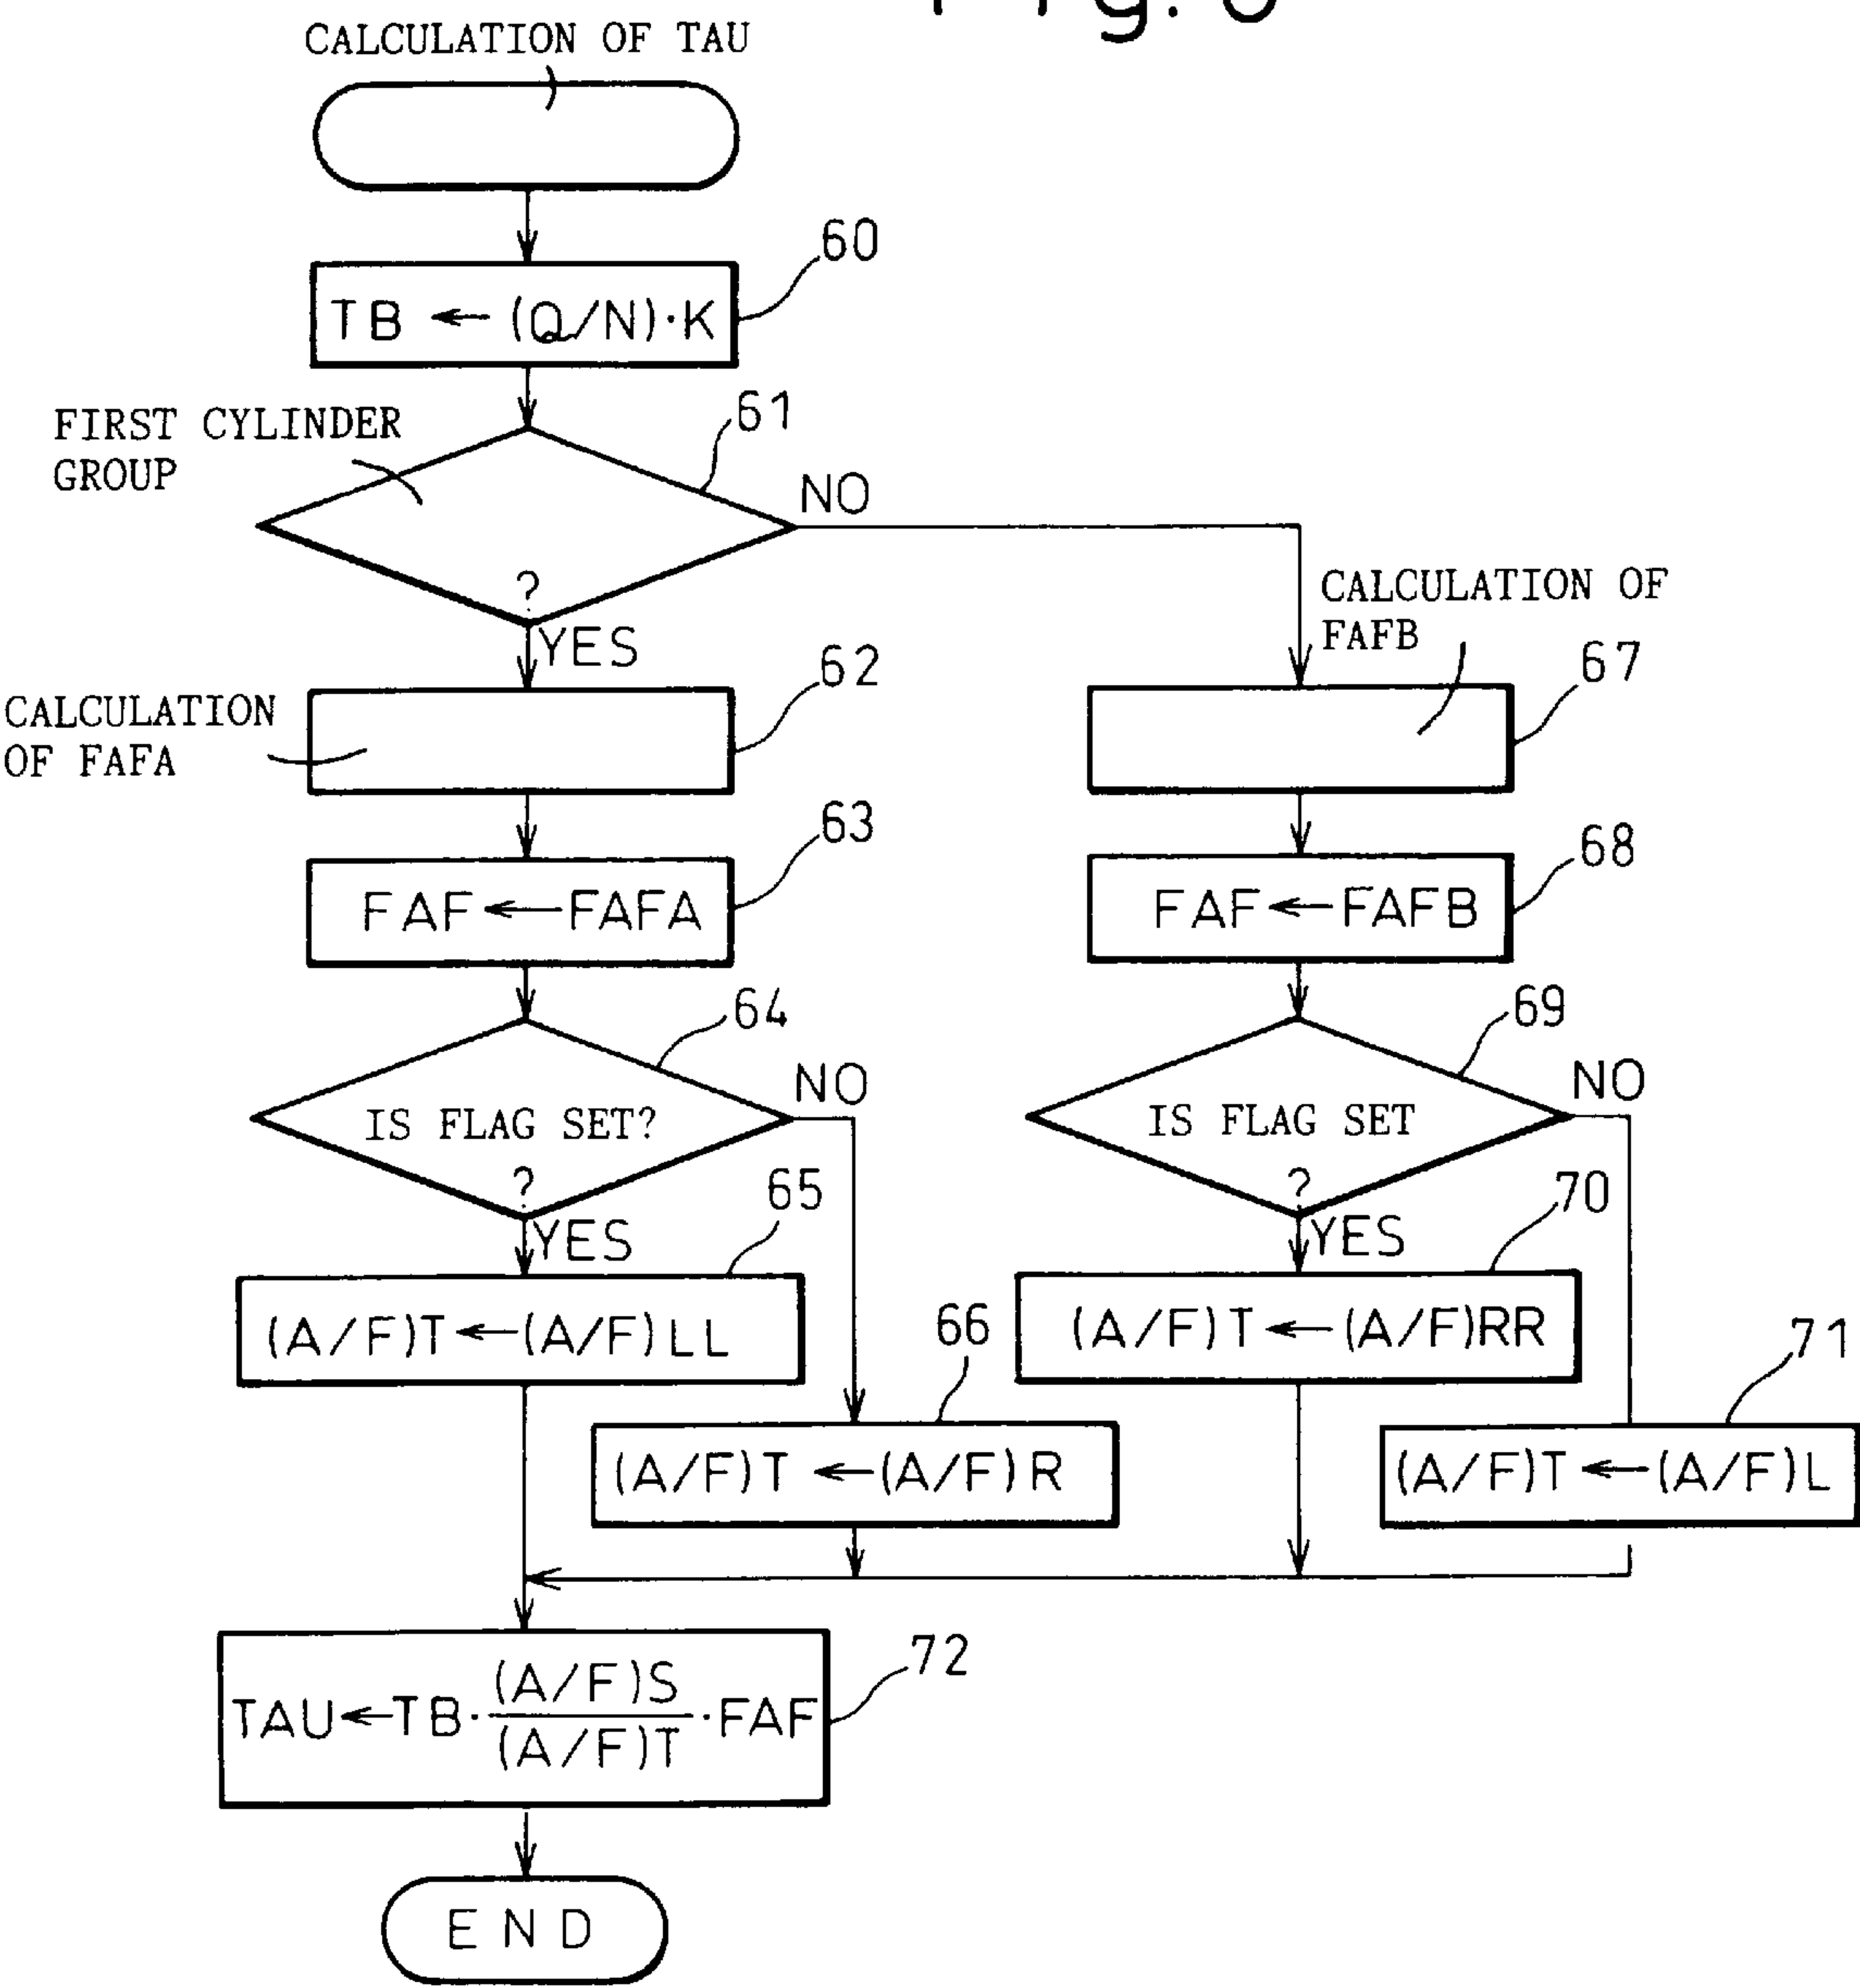 CALCULATION OF TAU
60
TB ← (Q/N)·K
FIRST CYLINDER
GROUP
61
NO
?
YES
CALCULATION OF
FAFB
62
67
CALCULATION
OF FAFA
63
68
FAF ← FAFA
FAF ← FAFB
64
69
NO
NO
IS FLAG SET?
?
IS FLAG SET
?
65
70
YES
YES
(A/F)T ← (A/F)LL
(A/F)T ← (A/F)RR
66
71
(A/F)T ← (A/F)R
(A/F)T ← (A/F)L
72
TAU ← TB · (A/F)S / (A/F)T · FAF
END